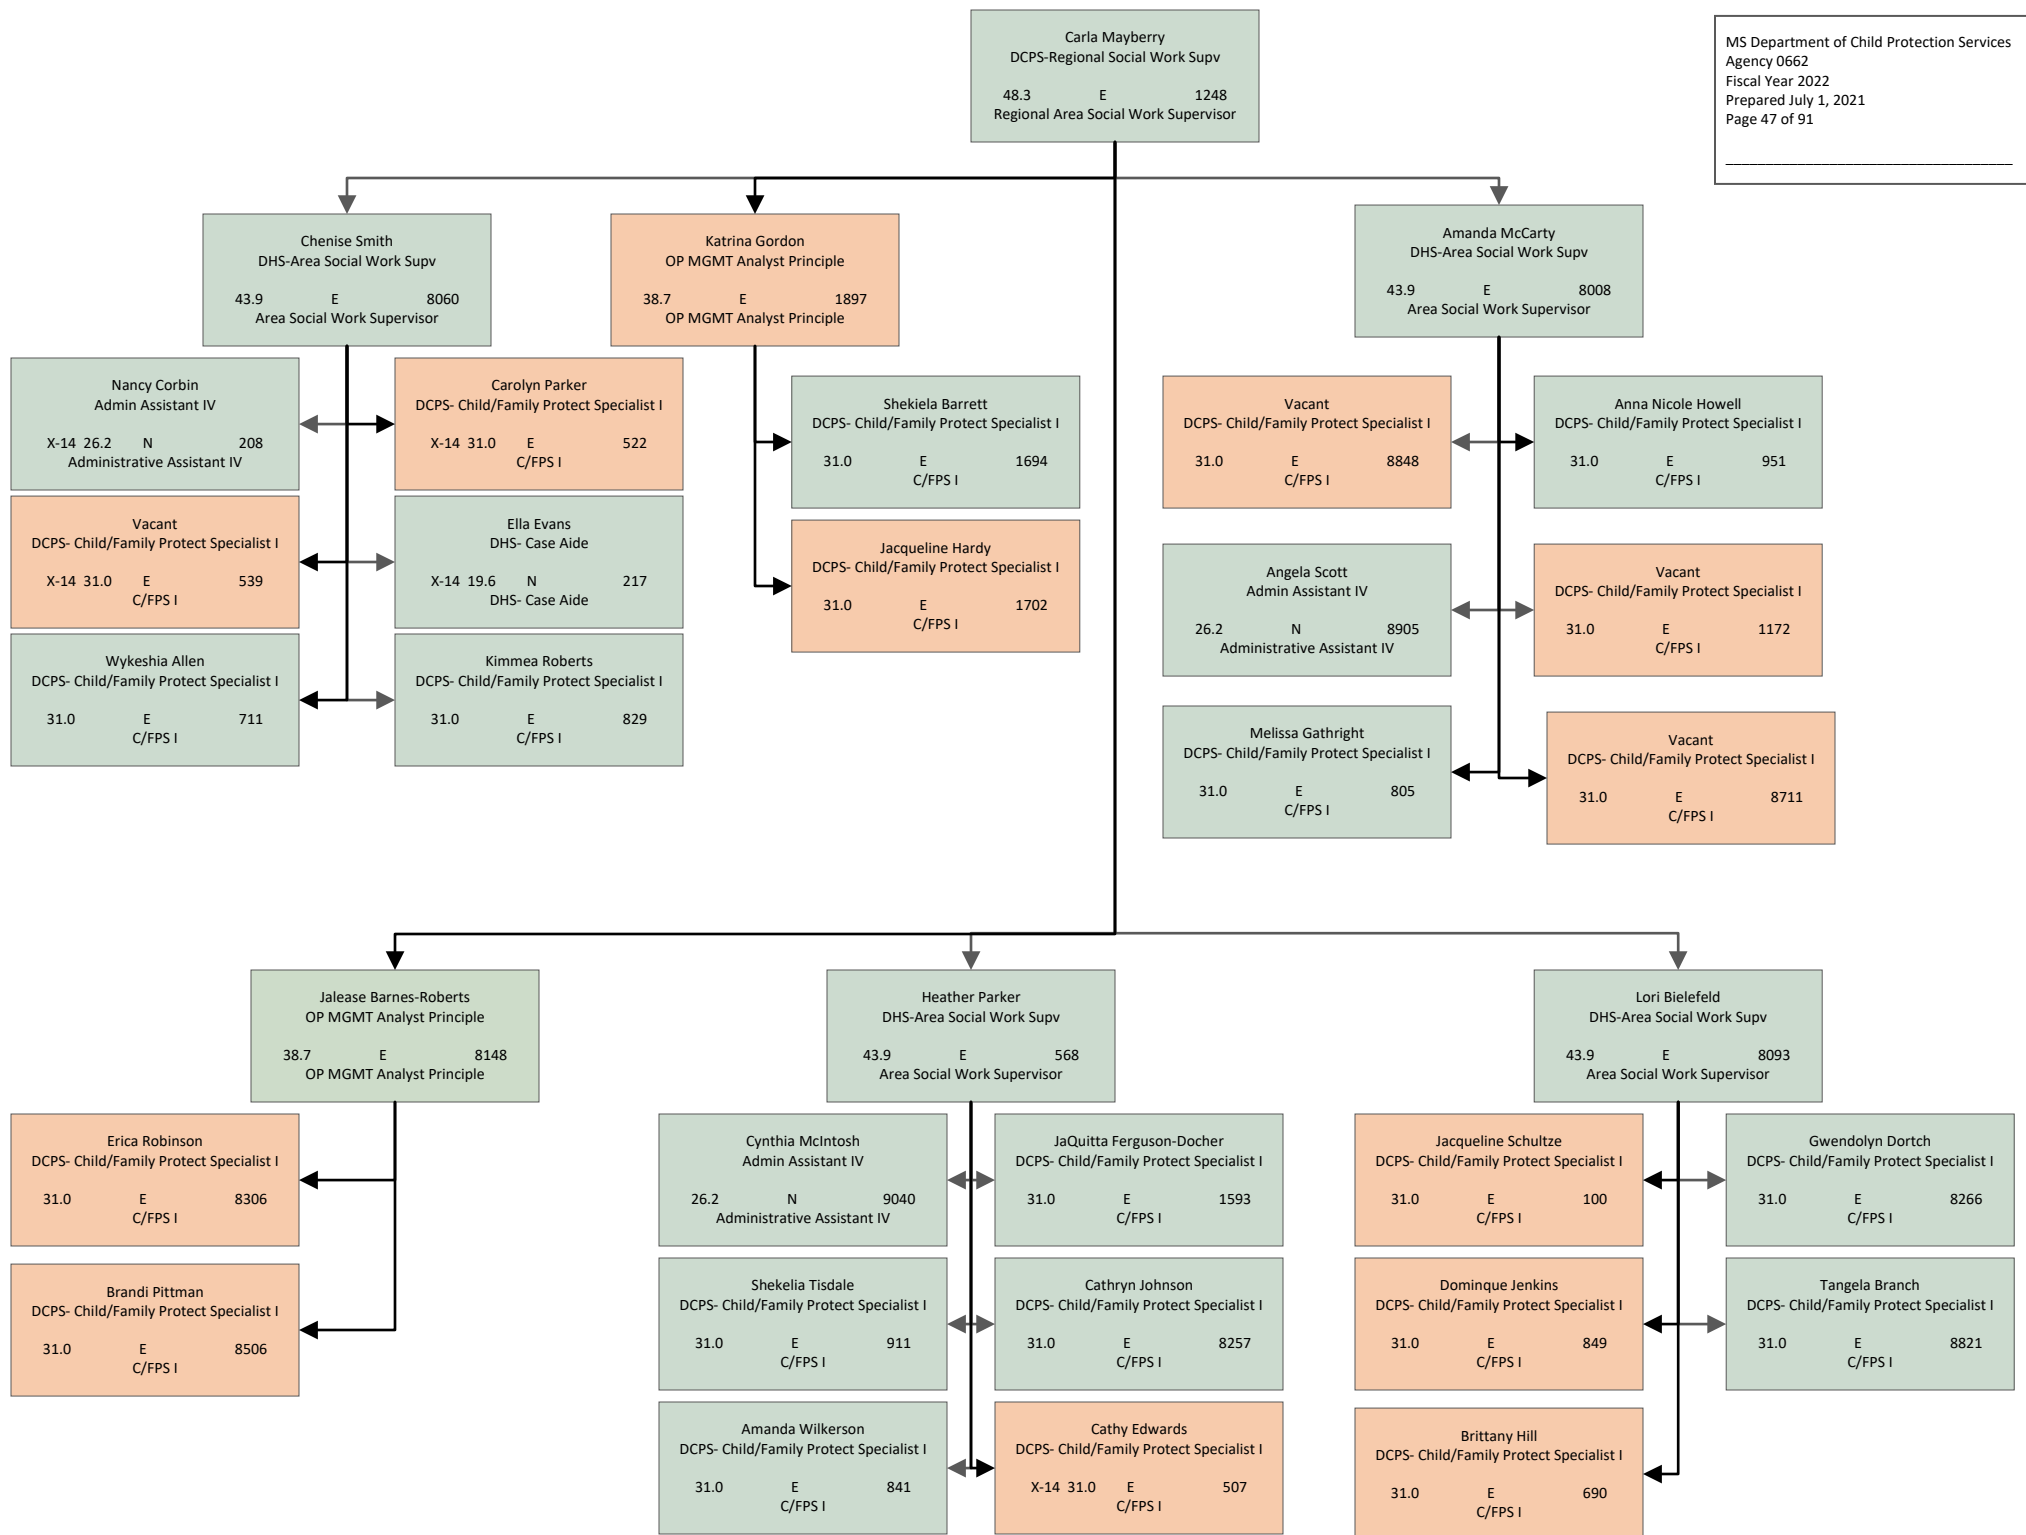 Carla Mayberry
DCPS-Regional Social Work Supv
48.3 E 1248
Regional Area Social Work Supervisor
MS Department of Child Protection Services
Agency 0662
Fiscal Year 2022
Prepared July 1, 2021
Page 47 of 91
Chenise Smith
DHS-Area Social Work Supv
43.9 E 8060
Area Social Work Supervisor
Katrina Gordon
OP MGMT Analyst Principle
38.7 E 1897
OP MGMT Analyst Principle
Amanda McCarty
DHS-Area Social Work Supv
43.9 E 8008
Area Social Work Supervisor
Nancy Corbin
Admin Assistant IV
X-14 26.2 N 208
Administrative Assistant IV
Carolyn Parker
DCPS- Child/Family Protect Specialist I
X-14 31.0 E 522
C/FPS I
Vacant
DCPS- Child/Family Protect Specialist I
X-14 31.0 E 539
C/FPS I
Ella Evans
DHS- Case Aide
X-14 19.6 N 217
DHS- Case Aide
Wykeshia Allen
DCPS- Child/Family Protect Specialist I
31.0 E 711
C/FPS I
Kimmea Roberts
DCPS- Child/Family Protect Specialist I
31.0 E 829
C/FPS I
Shekiela Barrett
DCPS- Child/Family Protect Specialist I
31.0 E 1694
C/FPS I
Jacqueline Hardy
DCPS- Child/Family Protect Specialist I
31.0 E 1702
C/FPS I
Vacant
DCPS- Child/Family Protect Specialist I
31.0 E 8848
C/FPS I
Anna Nicole Howell
DCPS- Child/Family Protect Specialist I
31.0 E 951
C/FPS I
Angela Scott
Admin Assistant IV
26.2 N 8905
Administrative Assistant IV
Vacant
DCPS- Child/Family Protect Specialist I
31.0 E 1172
C/FPS I
Melissa Gathright
DCPS- Child/Family Protect Specialist I
31.0 E 805
C/FPS I
Vacant
DCPS- Child/Family Protect Specialist I
31.0 E 8711
C/FPS I
Jalease Barnes-Roberts
OP MGMT Analyst Principle
38.7 E 8148
OP MGMT Analyst Principle
Heather Parker
DHS-Area Social Work Supv
43.9 E 568
Area Social Work Supervisor
Lori Bielefeld
DHS-Area Social Work Supv
43.9 E 8093
Area Social Work Supervisor
Erica Robinson
DCPS- Child/Family Protect Specialist I
31.0 E 8306
C/FPS I
Brandi Pittman
DCPS- Child/Family Protect Specialist I
31.0 E 8506
C/FPS I
Cynthia McIntosh
Admin Assistant IV
26.2 N 9040
Administrative Assistant IV
JaQuitta Ferguson-Docher
DCPS- Child/Family Protect Specialist I
31.0 E 1593
C/FPS I
Shekelia Tisdale
DCPS- Child/Family Protect Specialist I
31.0 E 911
C/FPS I
Cathryn Johnson
DCPS- Child/Family Protect Specialist I
31.0 E 8257
C/FPS I
Amanda Wilkerson
DCPS- Child/Family Protect Specialist I
31.0 E 841
C/FPS I
Cathy Edwards
DCPS- Child/Family Protect Specialist I
X-14 31.0 E 507
C/FPS I
Jacqueline Schultze
DCPS- Child/Family Protect Specialist I
31.0 E 100
C/FPS I
Gwendolyn Dortch
DCPS- Child/Family Protect Specialist I
31.0 E 8266
C/FPS I
Dominque Jenkins
DCPS- Child/Family Protect Specialist I
31.0 E 849
C/FPS I
Tangela Branch
DCPS- Child/Family Protect Specialist I
31.0 E 8821
C/FPS I
Brittany Hill
DCPS- Child/Family Protect Specialist I
31.0 E 690
C/FPS I